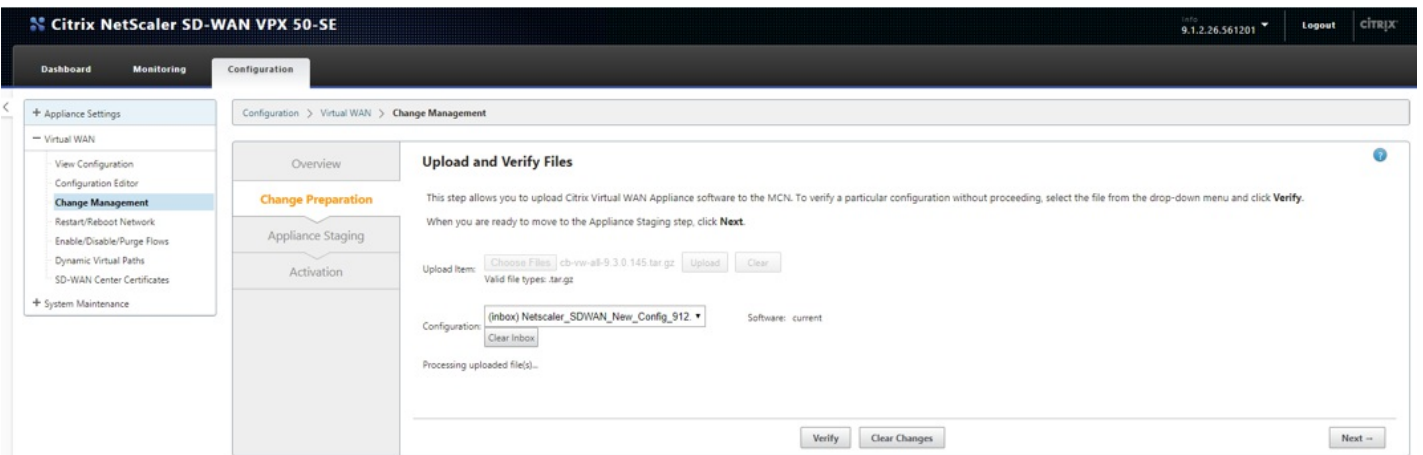 Citrix NetScaler SD-WAN VPX 50-SE
Info
9.1.2.26.561201
Logout
CITRIX
Dashboard Monitoring Configuration
+ Appliance Settings
− Virtual WAN
View Configuration
Configuration Editor
Change Management
Restart/Reboot Network
Enable/Disable/Purge Flows
Dynamic Virtual Paths
SD-WAN Center Certificates
+ System Maintenance
Configuration > Virtual WAN > Change Management
Overview
Change Preparation
Appliance Staging
Activation
Upload and Verify Files
?
This step allows you to upload Citrix Virtual WAN Appliance software to the MCN. To verify a particular configuration without proceeding, select the file from the drop-down menu and click Verify.
When you are ready to move to the Appliance Staging step, click Next.
Upload Item: Choose Files cb-vw-all-9.3.0.145.tar.gz Upload Clear
Valid file types: .tar.gz
Configuration: (inbox) Netscaler_SDWAN_New_Config_912. Software: current
Clear Inbox
Processing uploaded file(s)...
Verify Clear Changes Next →